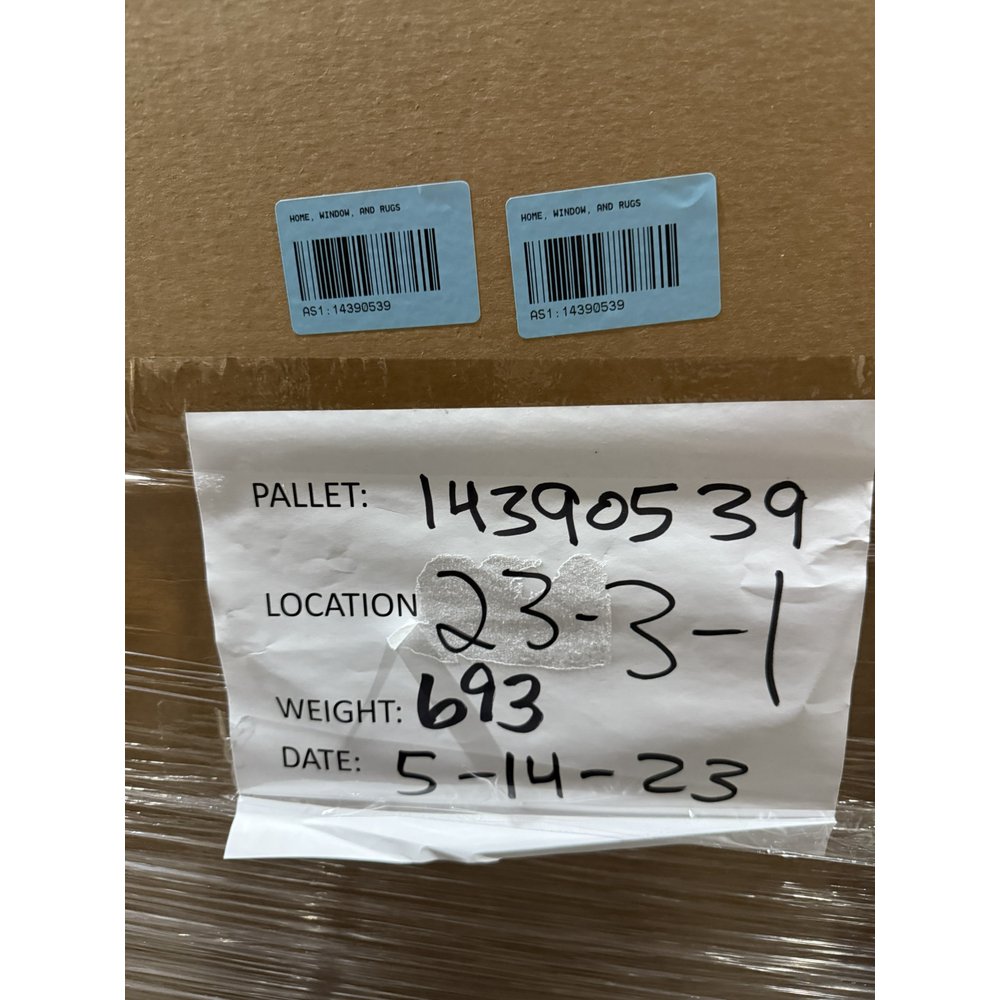 HOME, WINDOW, AND RUGS
AS1:14390539
HOME, WINDOW, AND RUGS
AS1:14390539
PALLET: 14390539
LOCATION 23-3-1
WEIGHT: 693
DATE: 5-14-23